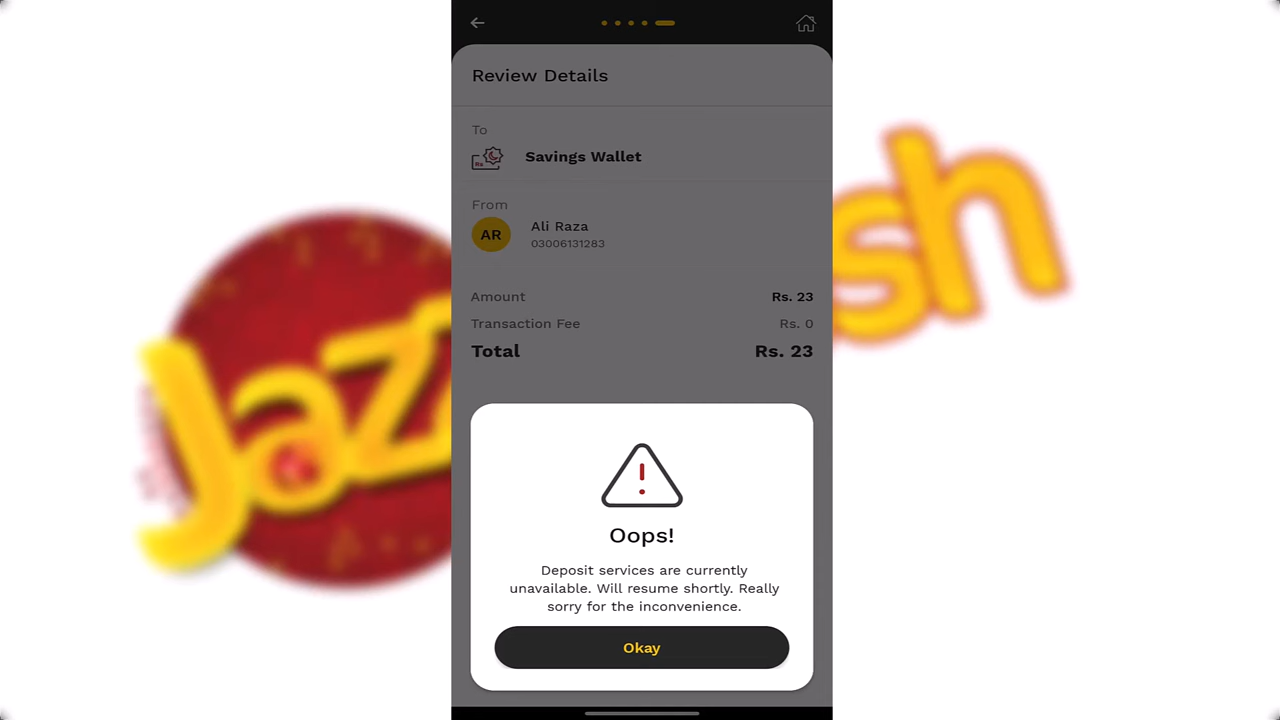 Review Details
To
Rs
Savings Wallet
From
AR
Ali Raza
03006131283
Amount
Rs. 23
Transaction Fee
Rs. 0
Total
Rs. 23
!
Oops!
Deposit services are currently
unavailable. Will resume shortly. Really
sorry for the inconvenience.
Okay
Jaz
sh